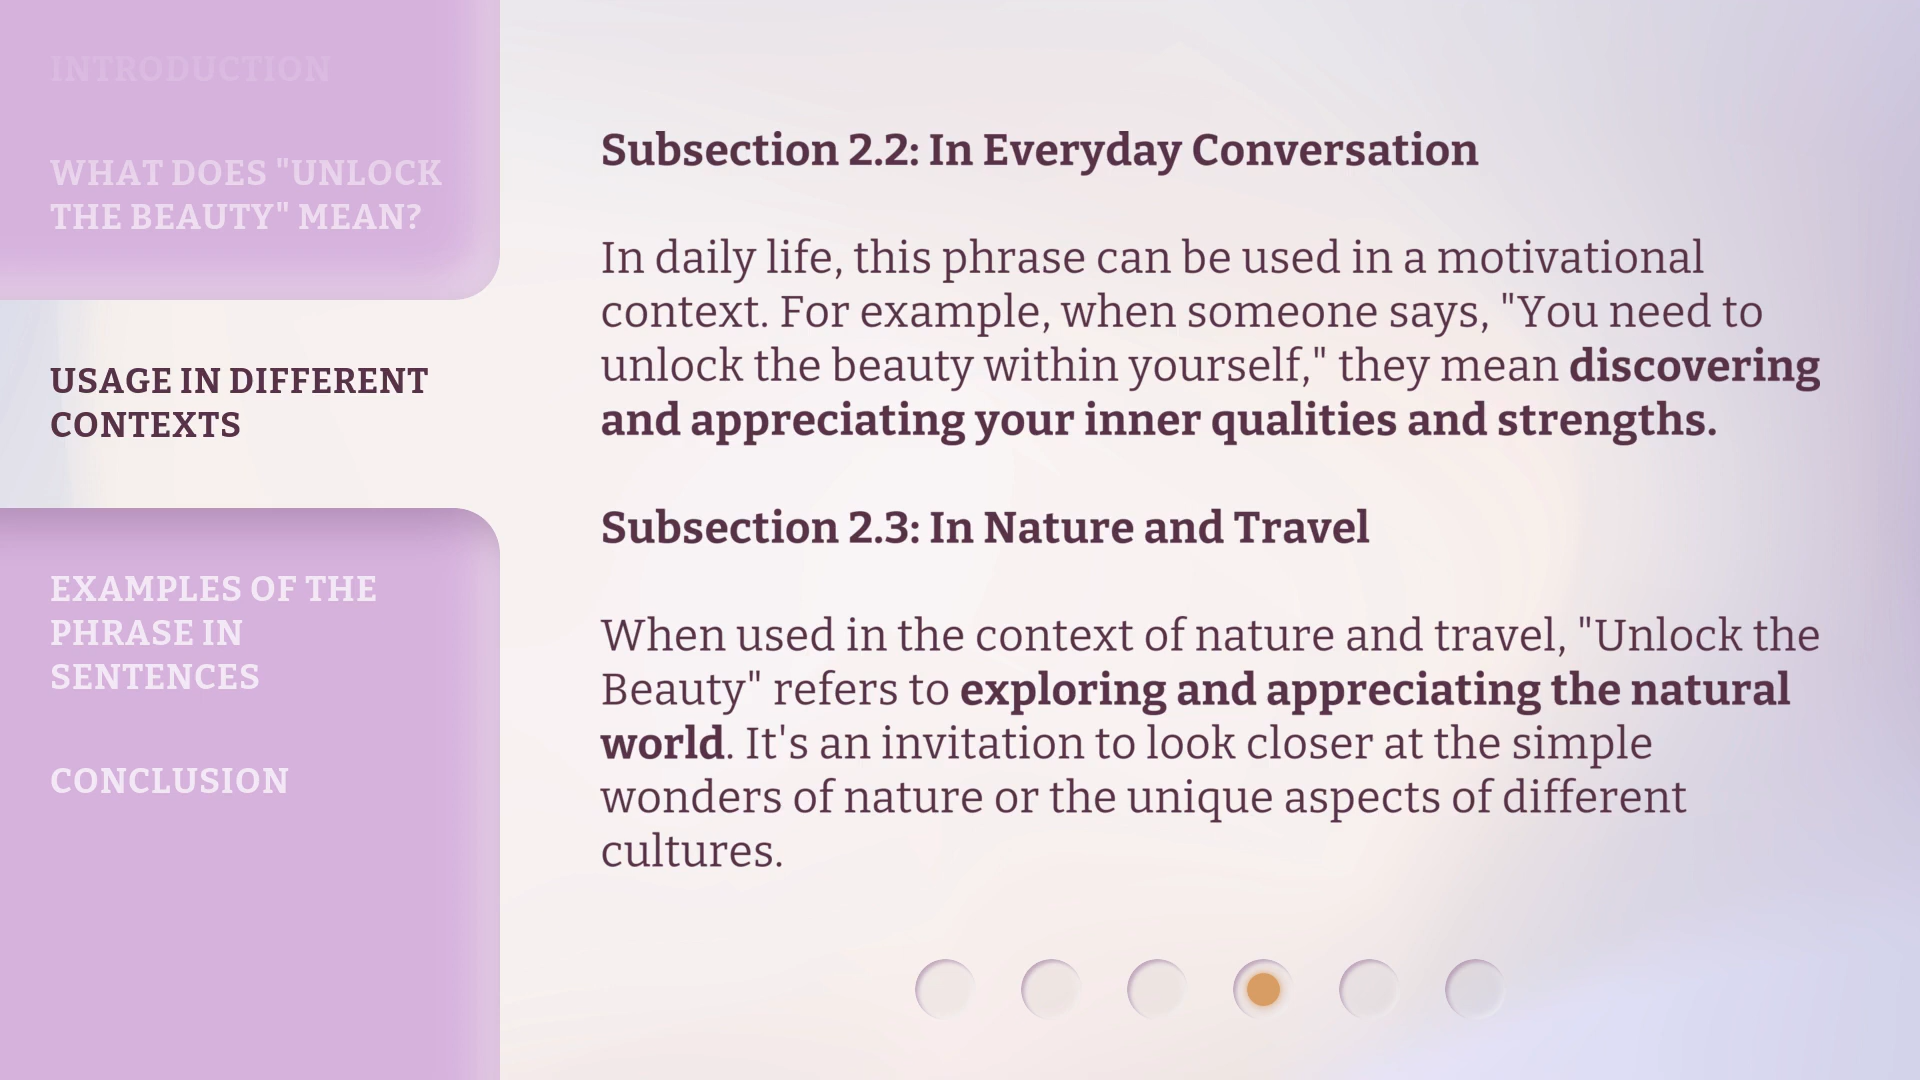 INTRODUCTION
WHAT DOES "UNLOCK
THE BEAUTY" MEAN?
USAGE IN DIFFERENT
CONTEXTS
EXAMPLES OF THE
PHRASE IN
SENTENCES
CONCLUSION
Subsection 2.2: In Everyday Conversation
In daily life, this phrase can be used in a motivational
context. For example, when someone says, "You need to
unlock the beauty within yourself," they mean discovering
and appreciating your inner qualities and strengths.
Subsection 2.3: In Nature and Travel
When used in the context of nature and travel, "Unlock the
Beauty" refers to exploring and appreciating the natural
world. It's an invitation to look closer at the simple
wonders of nature or the unique aspects of different
cultures.